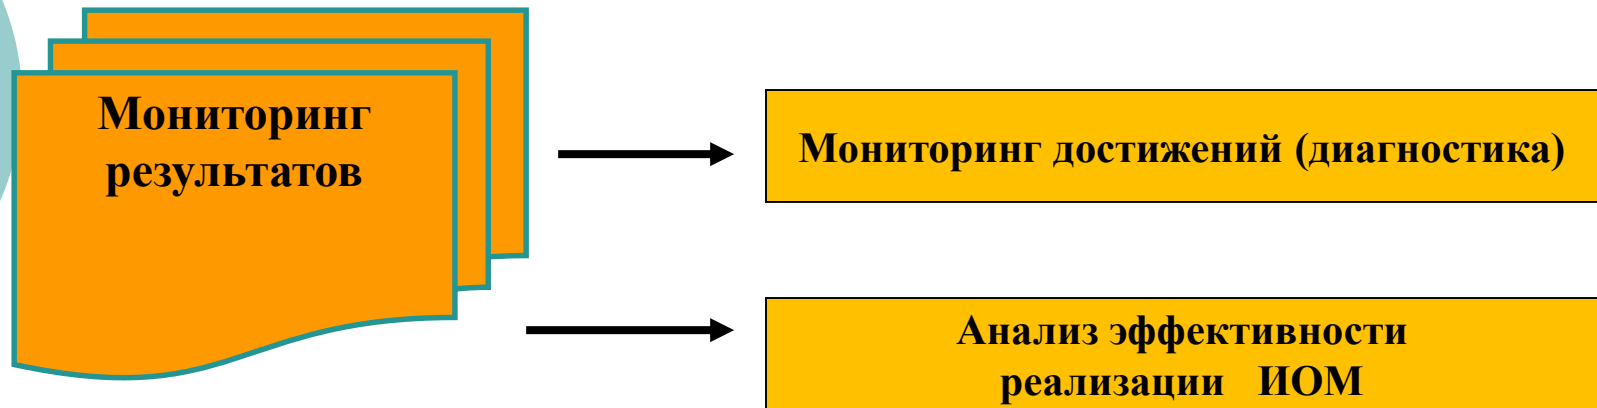 Мониторинг
результатов
Мониторинг достижений (диагностика)
Анализ эффективности
реализации ИОМ